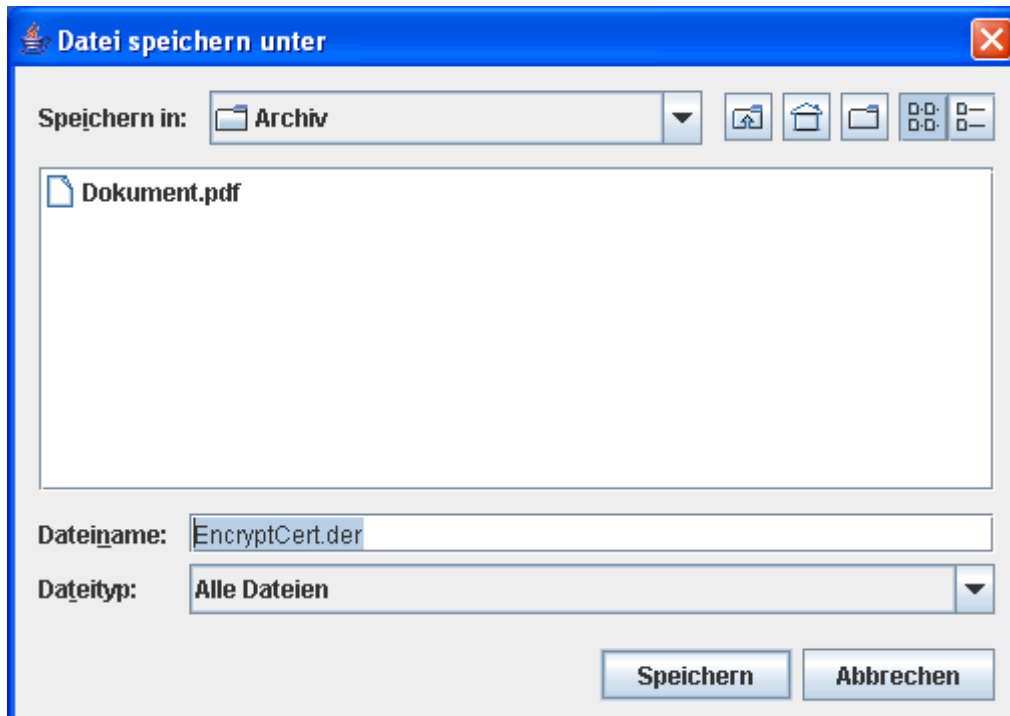 Datei speichern unter
Speichern in: Archiv
Dokument.pdf
Dateiname: EncryptCert.der
Dateityp: Alle Dateien
Speichern Abbrechen